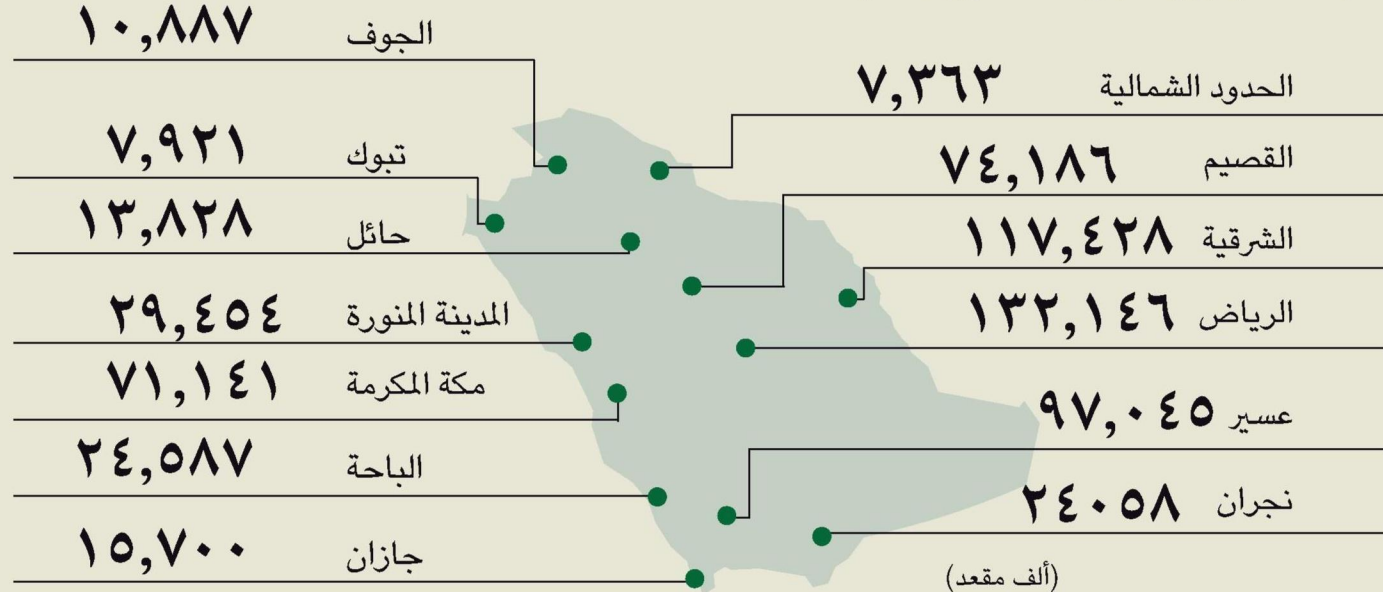 الحدود الشمالية ٧,٣٦٣
القصيم ٧٤,١٨٦
الشرقية ١١٧,٤٢٨
الرياض ١٣٢,١٤٦
عسير ٩٧,٠٤٥
نجران ٢٤٠٥٨
(ألف مقعد)
الجوف ١٠,٨٨٧
تبوك ٧,٩٢١
حائل ١٣,٨٢٨
المدينة المنورة ٢٩,٤٥٤
مكة المكرمة ٧١,١٤١
الباحة ٢٤,٥٨٧
جازان ١٥,٧٠٠